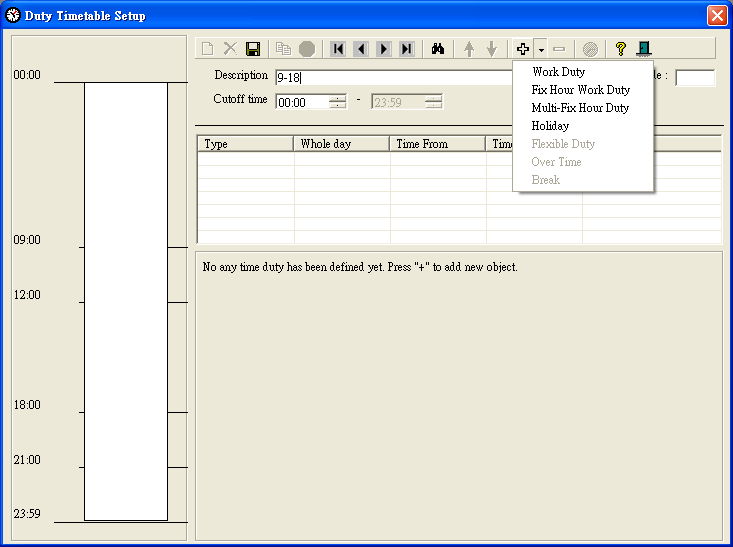 Duty Timetable Setup
00:00
09:00
12:00
18:00
21:00
23:59
Description 9-18 de :
Cutoff time 00:00 - 23:59
Work Duty
Fix Hour Work Duty
Multi-Fix Hour Duty
Holiday
Flexible Duty
Over Time
Break
Type Whole day Time From Time
No any time duty has been defined yet. Press "+" to add new object.